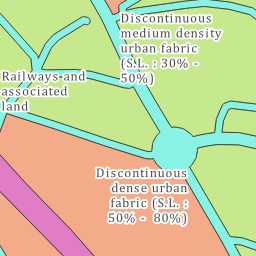 Discontinuous
medium density
urban fabric
(S.L. : 30% -
50%)
Railways and
associated
land
Discontinuous
dense urban
fabric (S.L. :
50% - 80%)